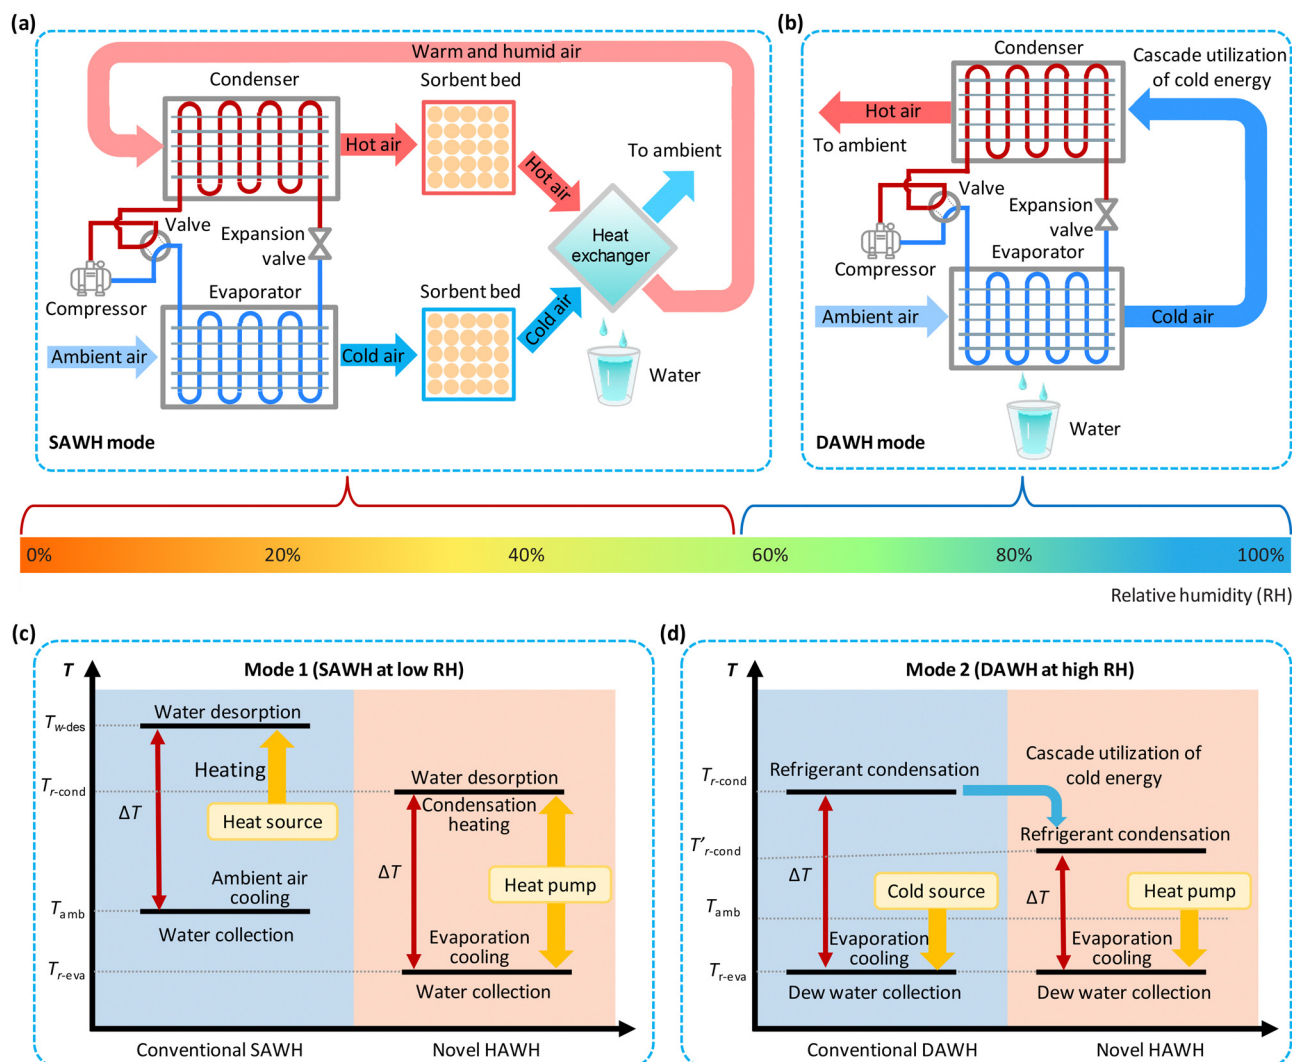 (a)
Warm and humid air
Condenser
Sorbent bed
Hot air
Hot air
To ambient
Valve
Expansion
valve
Heat
exchanger
Compressor
Evaporator
Sorbent bed
Cold air
Ambient air
Cold air
Water
SAWH mode
(b)
Condenser
Cascade utilization
of cold energy
Hot air
To ambient
Valve
Expansion
valve
Compressor
Evaporator
Ambient air
Cold air
Water
DAWH mode
0% 20% 40% 60% 80% 100%
Relative humidity (RH)
(c)
T
Mode 1 (SAWH at low RH)
Tw-des
Water desorption
Heating
Tr-cond
Water desorption
Condensation
heating
ΔT
Heat source
ΔT
Heat pump
Ambient air
cooling
Tamb
Water collection
Evaporation
cooling
Tr-eva
Water collection
Conventional SAWH
Novel HAWH
(d)
T
Mode 2 (DAWH at high RH)
Cascade utilization of
cold energy
Tr-cond
Refrigerant condensation
Refrigerant condensation
T′r-cond
ΔT
Cold source
ΔT
Heat pump
Tamb
Evaporation
cooling
Evaporation
cooling
Tr-eva
Dew water collection
Dew water collection
Conventional DAWH
Novel HAWH